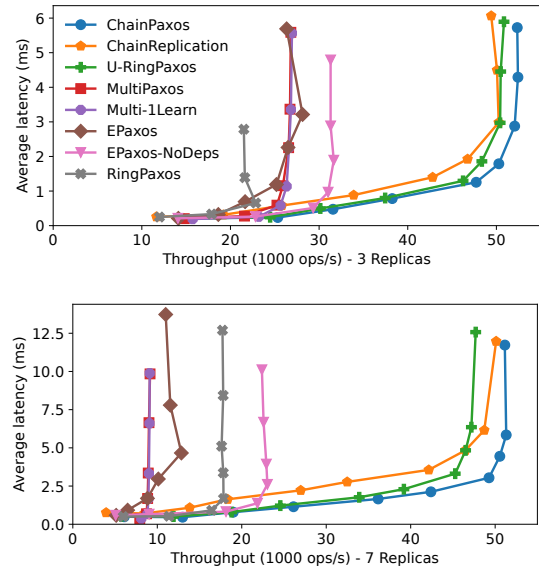 6
5
4
3
2
1
0
Average latency (ms)
ChainPaxos
ChainReplication
U-RingPaxos
MultiPaxos
Multi-1Learn
EPaxos
EPaxos-NoDeps
RingPaxos
0 10 20 30 40 50
Throughput (1000 ops/s) - 3 Replicas
12.5
10.0
7.5
5.0
2.5
0.0
Average latency (ms)
0 10 20 30 40 50
Throughput (1000 ops/s) - 7 Replicas